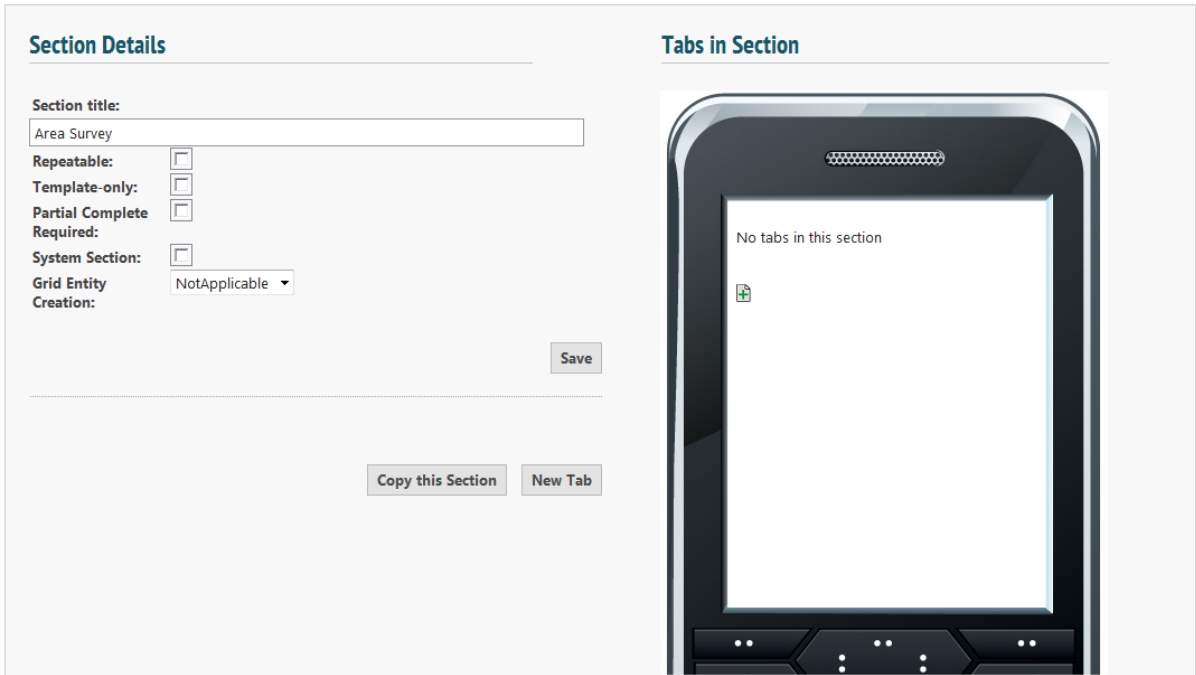 Section Details
Section title:
Area Survey
Repeatable:
Template-only:
Partial Complete
Required:
System Section:
Grid Entity
Creation:
NotApplicable
Save
Copy this Section
New Tab
Tabs in Section
No tabs in this section